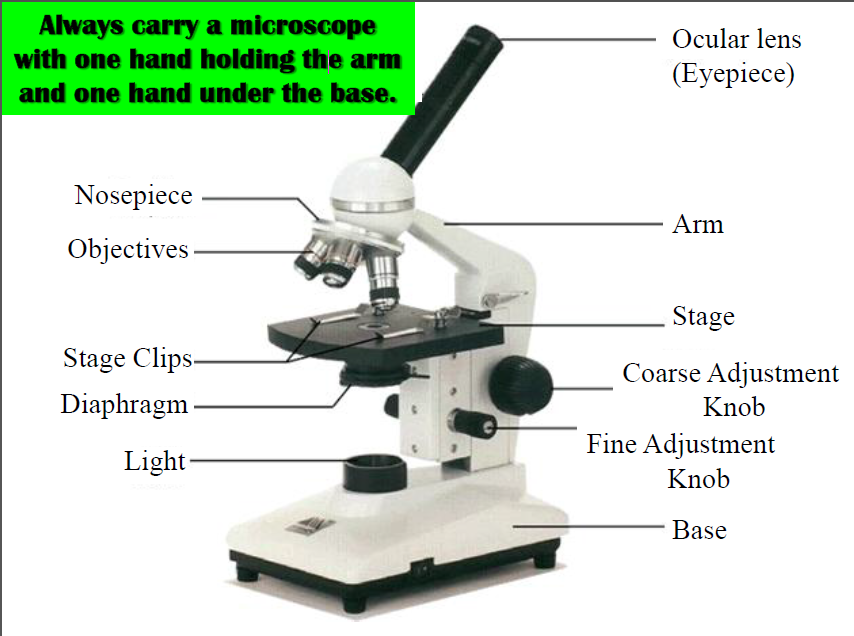 Always carry a microscope
with one hand holding the arm
and one hand under the base.
Ocular lens
(Eyepiece)
Nosepiece
Arm
Objectives
Stage
Stage Clips
Coarse Adjustment
Knob
Diaphragm
Fine Adjustment
Knob
Light
Base